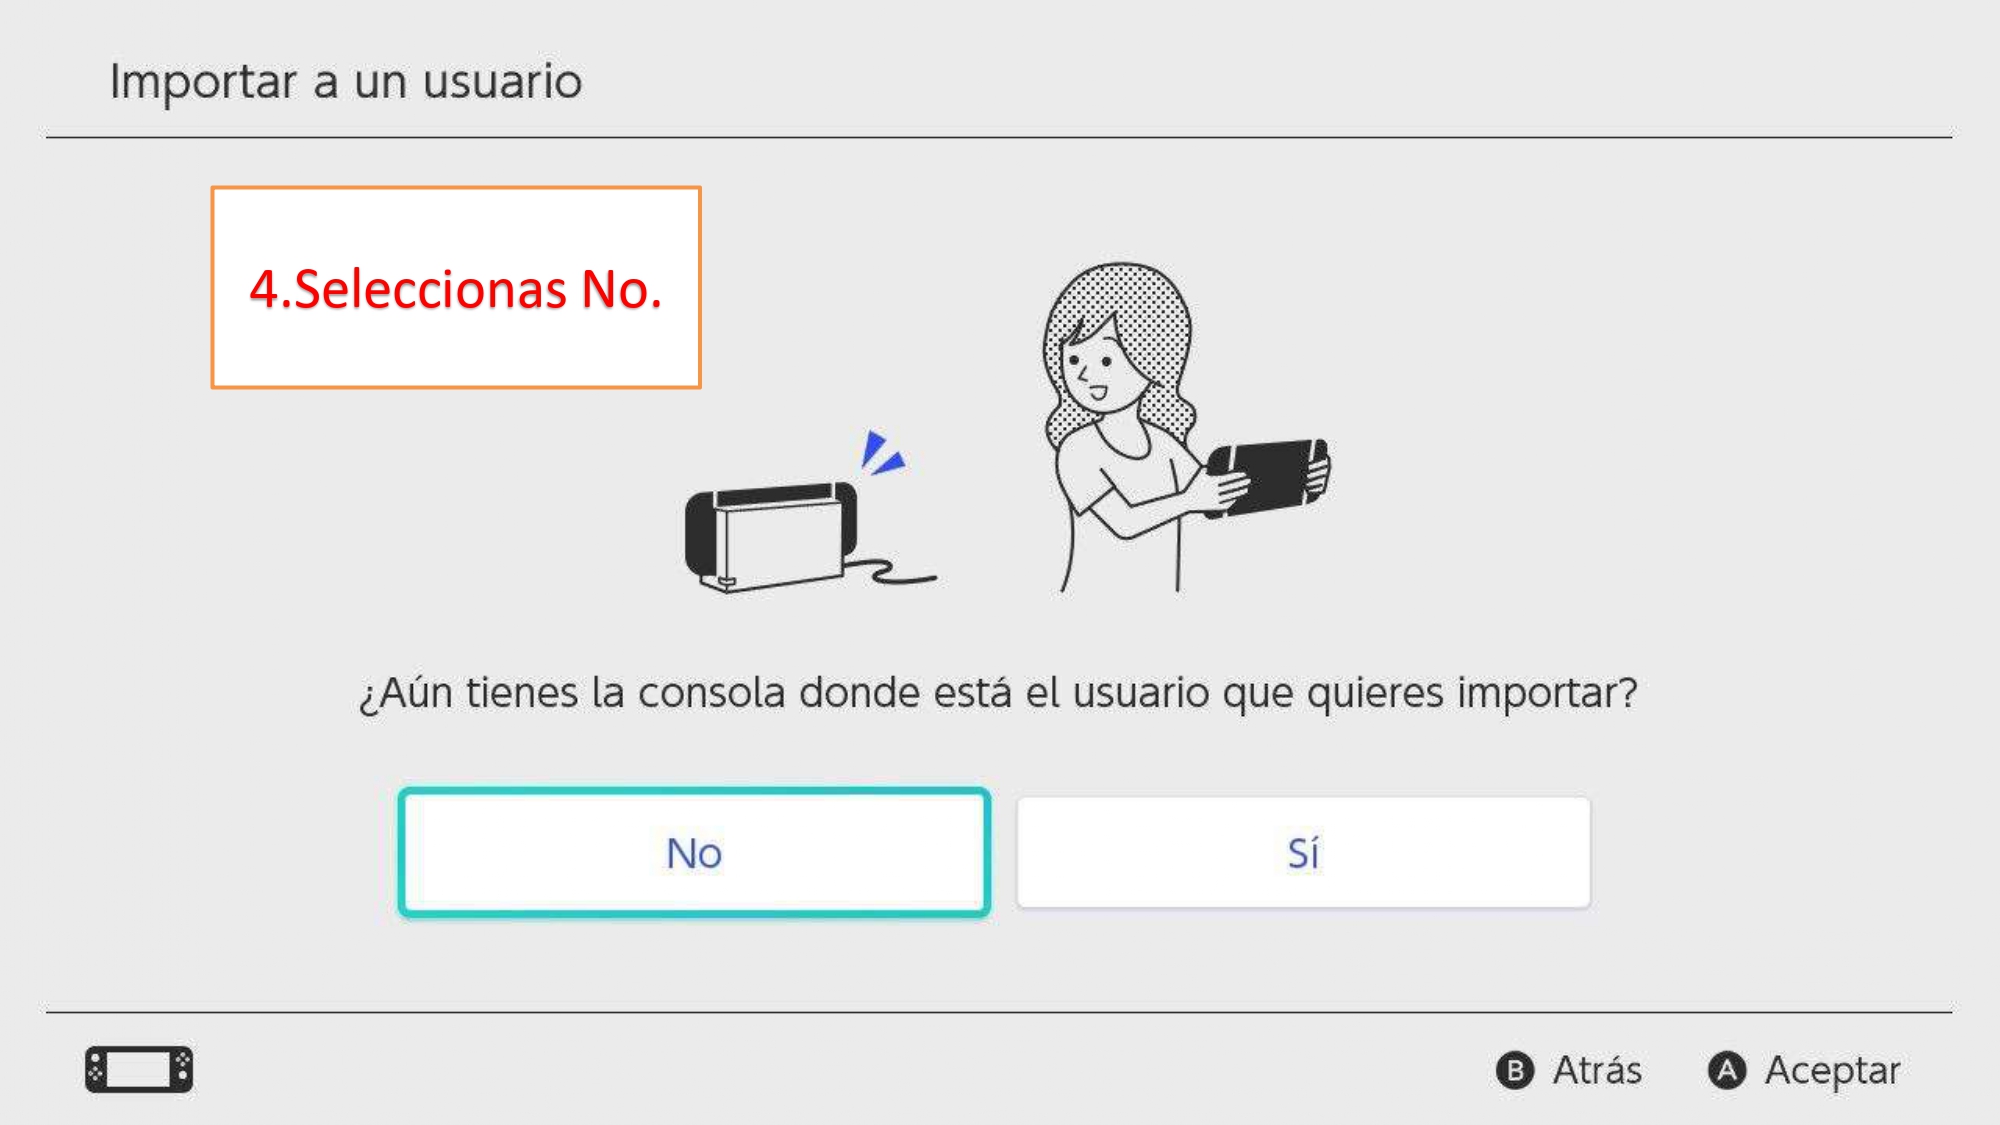 Importar a un usuario
4.Seleccionas No.
¿Aún tienes la consola donde está el usuario que quieres importar?
No
Sí
B Atrás
A Aceptar